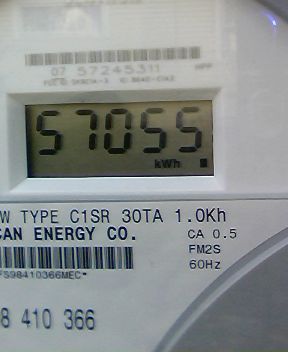 07 57245311
57055
kWh
W TYPE C1SR 30TA 1.0Kh
CAN ENERGY CO.
CA 0.5
FM2S
60Hz
FS98410366MEC*
8 410 366